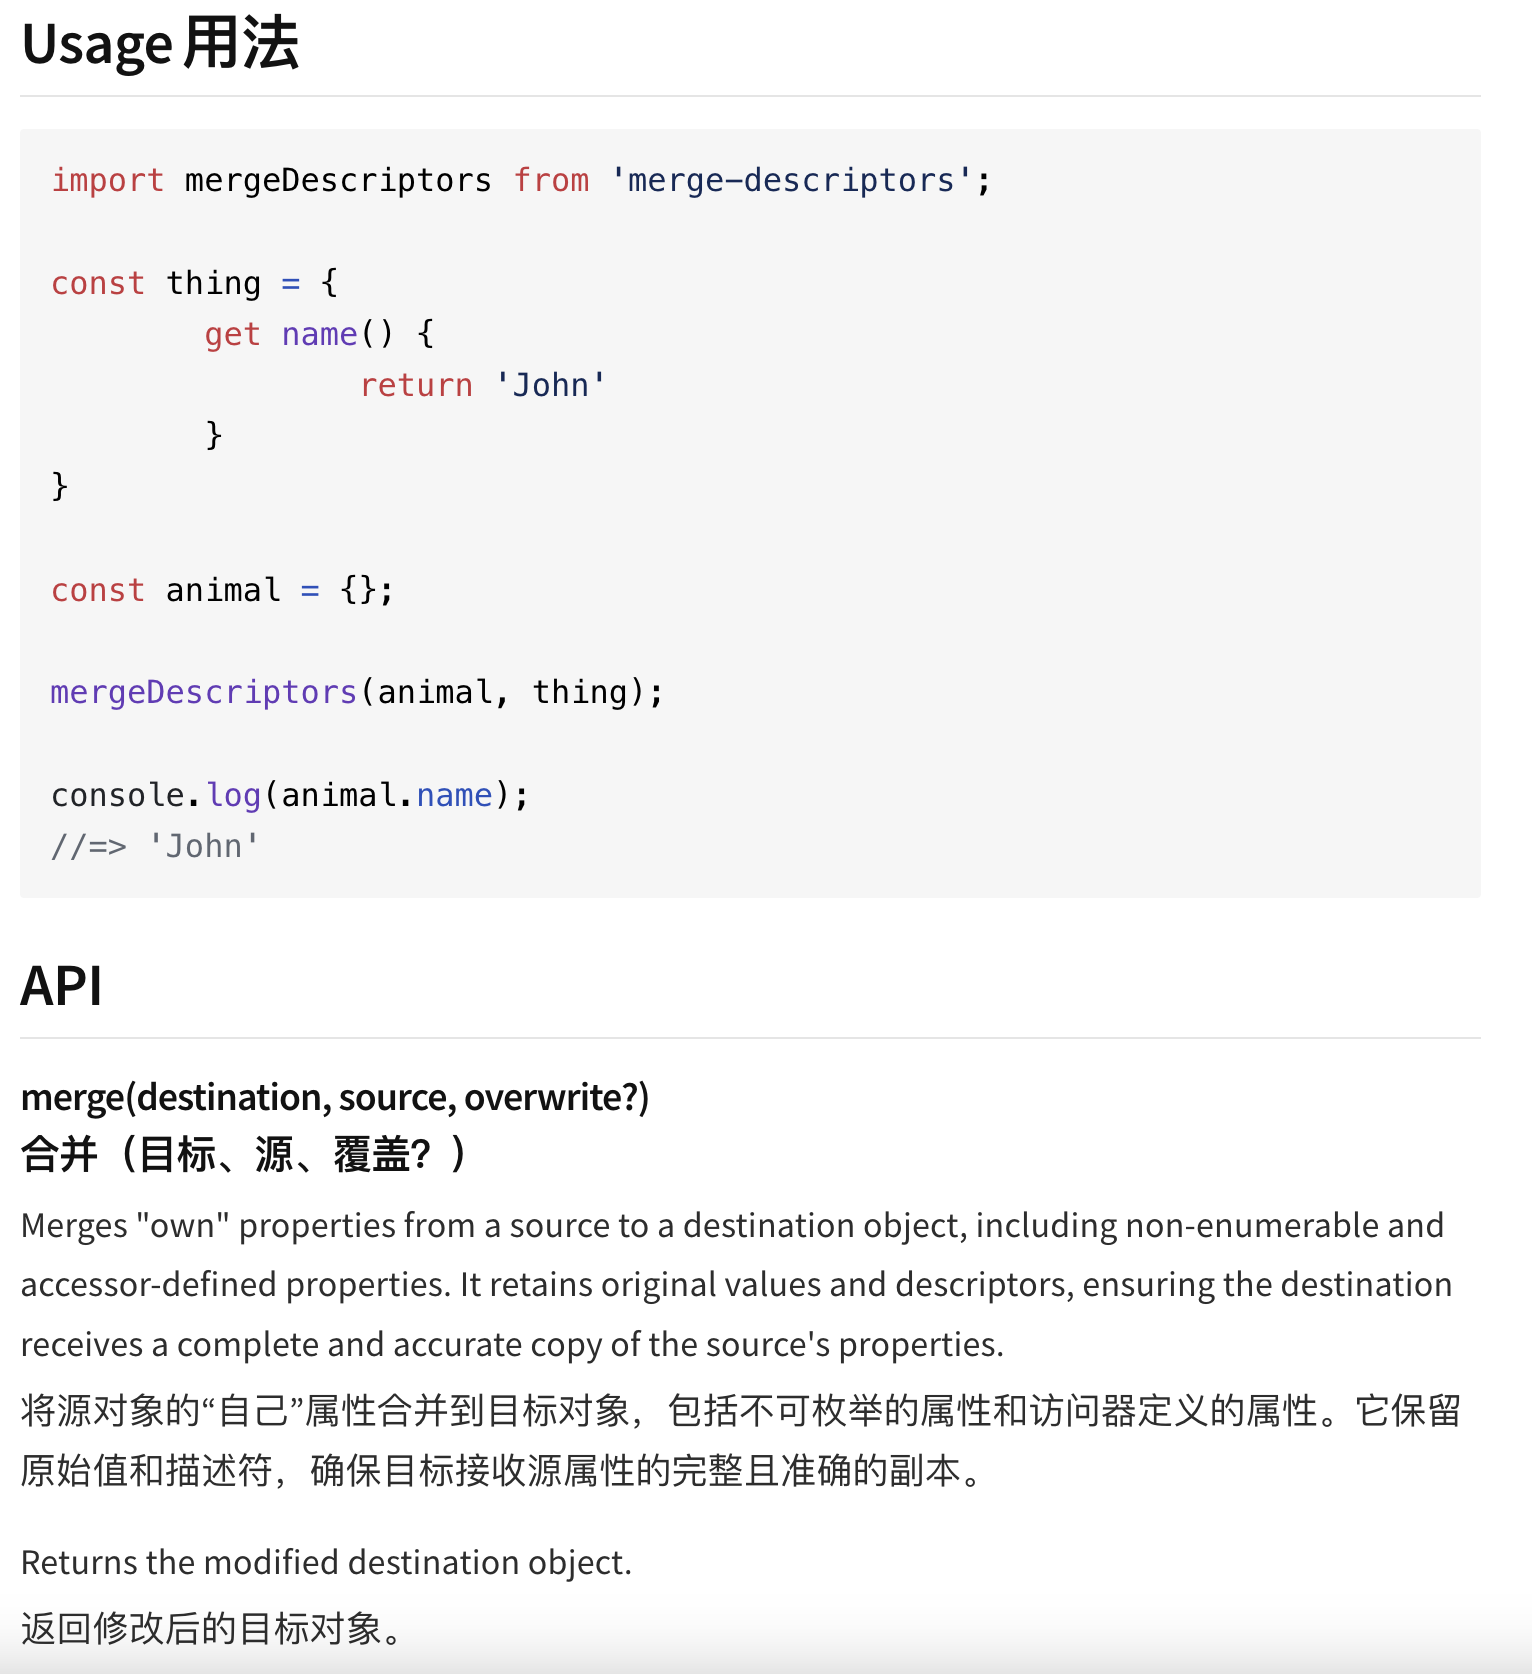 Usage 用法
import mergeDescriptors from 'merge-descriptors';
const thing = {
get name() {
return 'John'
}
}
const animal = {};
mergeDescriptors(animal, thing);
console.log(animal.name);
//=> 'John'
API
merge(destination, source, overwrite?)
合并（目标、源、覆盖？）
Merges "own" properties from a source to a destination object, including non-enumerable and
accessor-defined properties. It retains original values and descriptors, ensuring the destination
receives a complete and accurate copy of the source's properties.
将源对象的“自己”属性合并到目标对象，包括不可枚举的属性和访问器定义的属性。它保留
原始值和描述符，确保目标接收源属性的完整且准确的副本。
Returns the modified destination object.
返回修改后的目标对象。